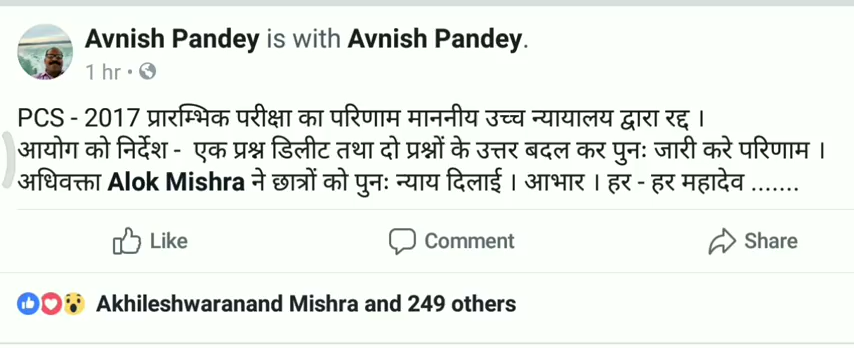 Avnish Pandey is with Avnish Pandey.
1 hr •
PCS - 2017 प्रारम्भिक परीक्षा का परिणाम माननीय उच्च न्यायालय द्वारा रद्द ।
आयोग को निर्देश - एक प्रश्न डिलीट तथा दो प्रश्नों के उत्तर बदल कर पुनः जारी करे परिणाम ।
अधिवक्ता Alok Mishra ने छात्रों को पुनः न्याय दिलाई । आभार । हर - हर महादेव .......
Like Comment Share
Akhileshwaranand Mishra and 249 others